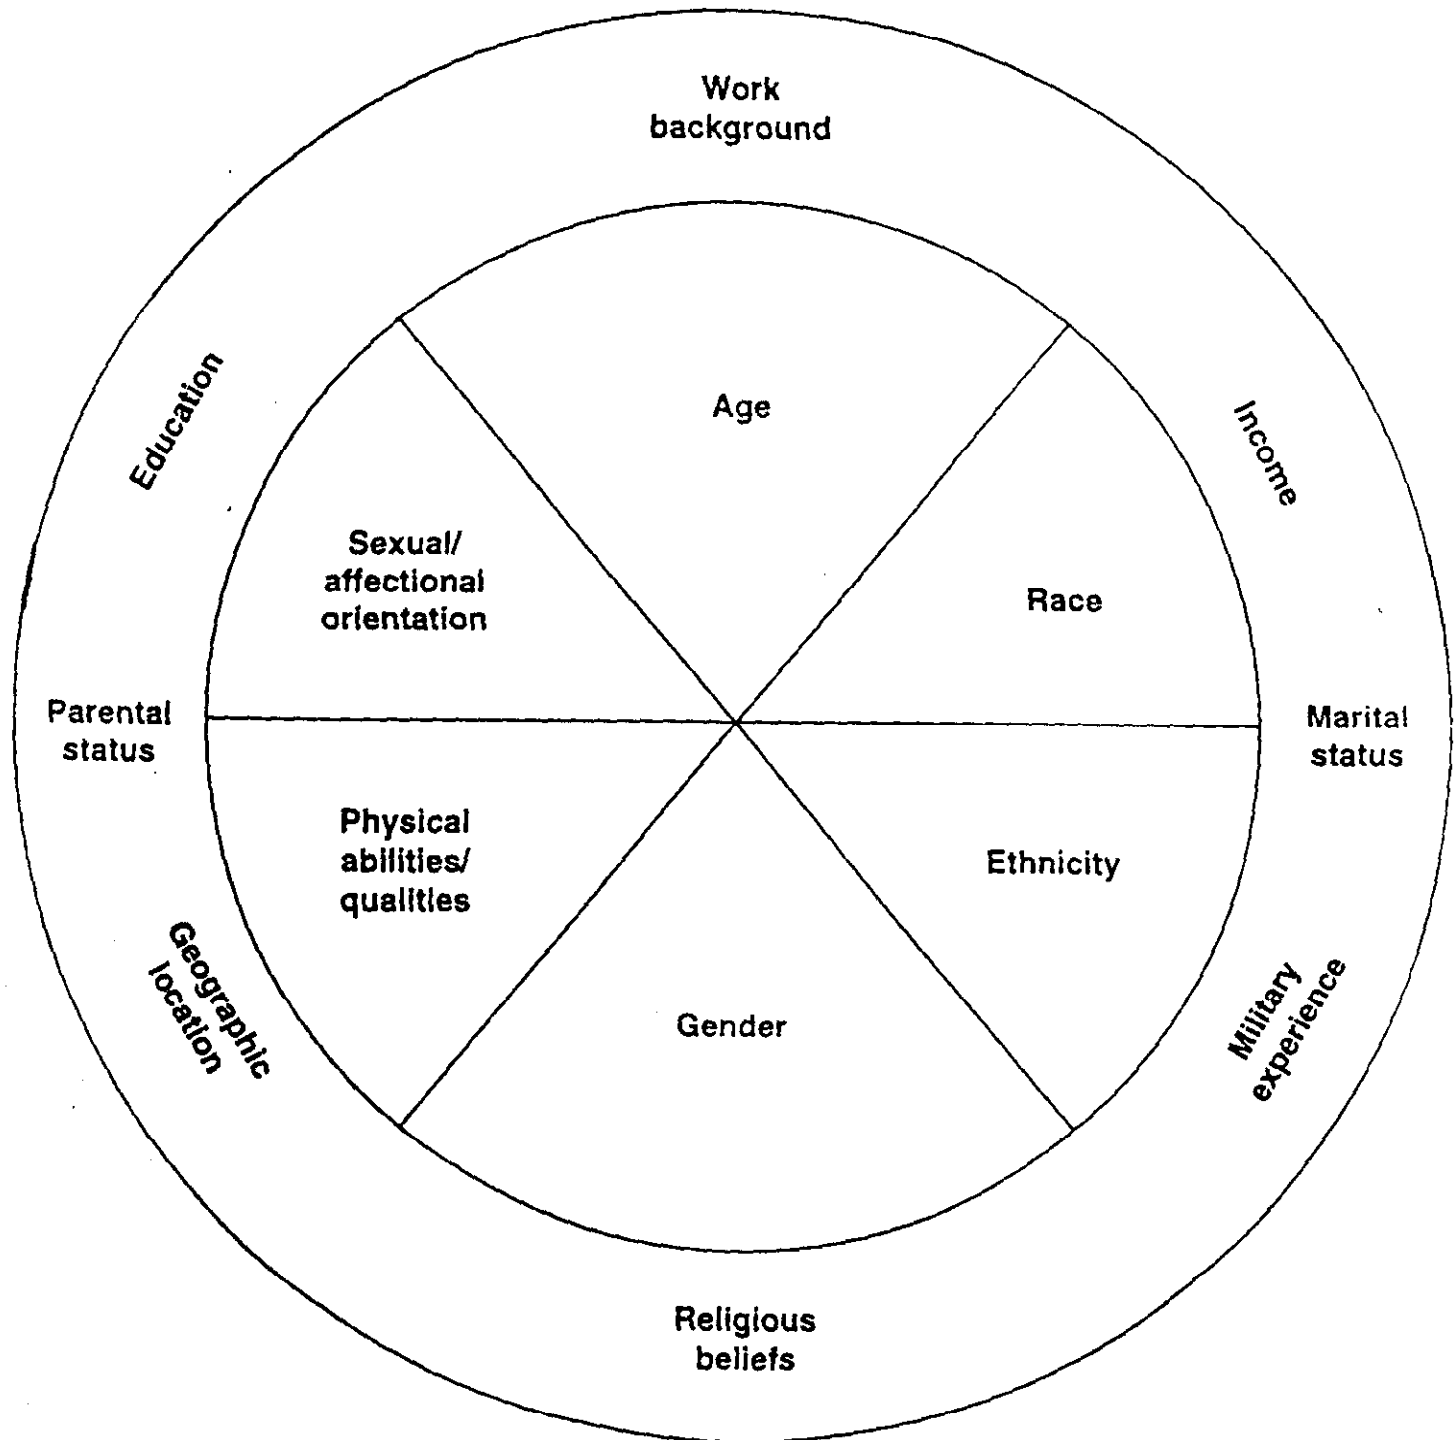 Work
background
Age
Education
Income
Sexual/
affectional
orientation
Race
Parental
status
Marital
status
Physical
abilities/
qualities
Ethnicity
Geographic
location
Military
experience
Gender
Religious
beliefs